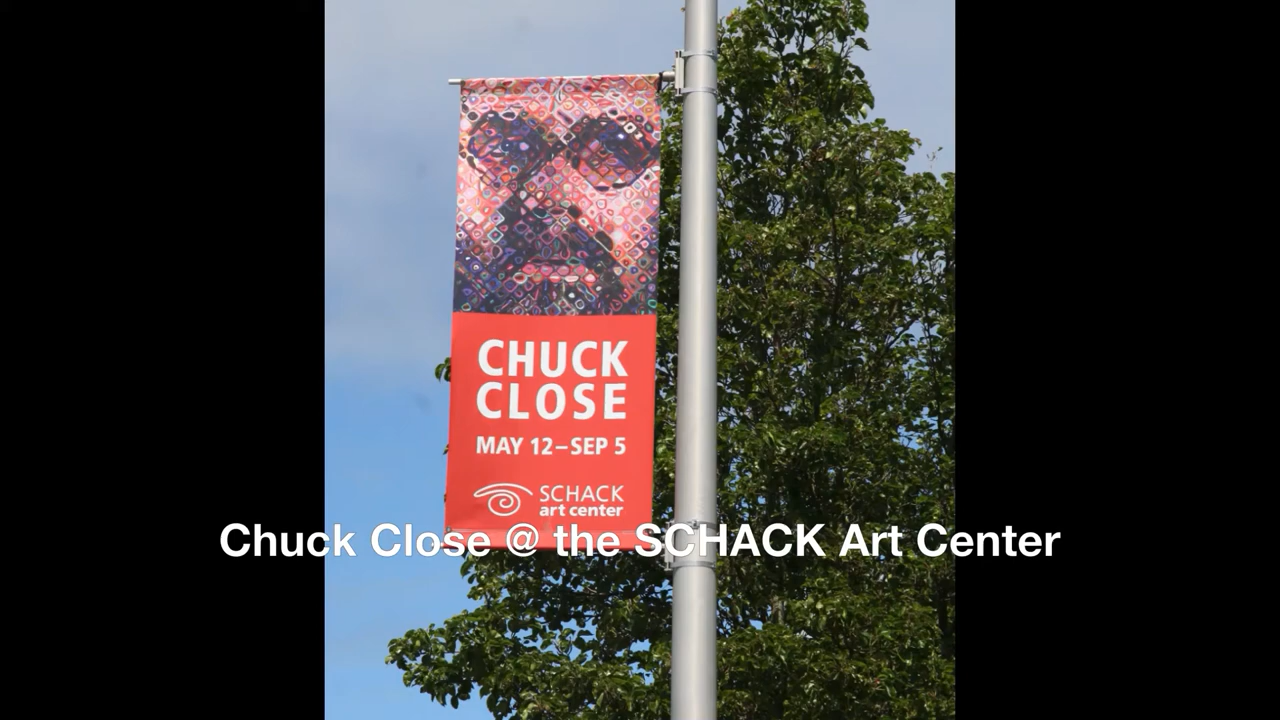 CHUCK
CLOSE
MAY 12–SEP 5
SCHACK
art center
Chuck Close @ the SCHACK Art Center